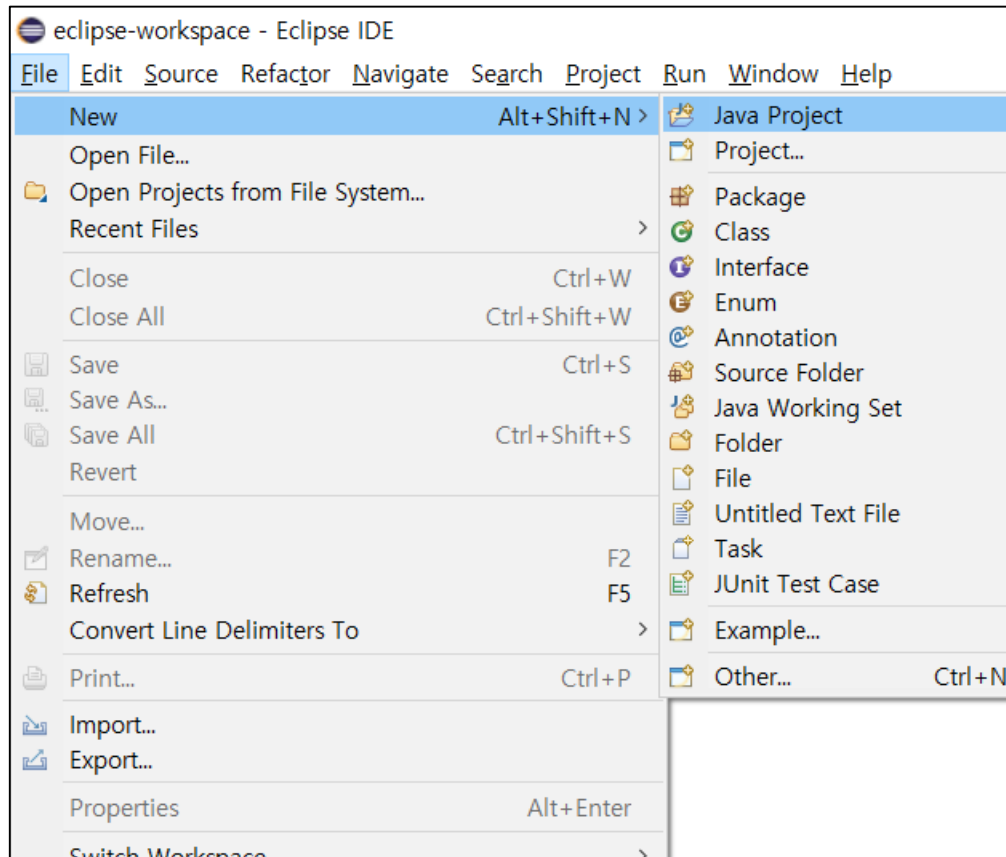 eclipse-workspace - Eclipse IDE
File Edit Source Refactor Navigate Search Project Run Window Help
New Alt+Shift+N >
Open File...
Open Projects from File System...
Recent Files >
Close Ctrl+W
Close All Ctrl+Shift+W
Save Ctrl+S
Save As...
Save All Ctrl+Shift+S
Revert
Move...
Rename... F2
Refresh F5
Convert Line Delimiters To >
Print... Ctrl+P
Import...
Export...
Properties Alt+Enter
Switch Workspace >
Java Project
Project...
Package
Class
Interface
Enum
Annotation
Source Folder
Java Working Set
Folder
File
Untitled Text File
Task
JUnit Test Case
Example...
Other... Ctrl+N